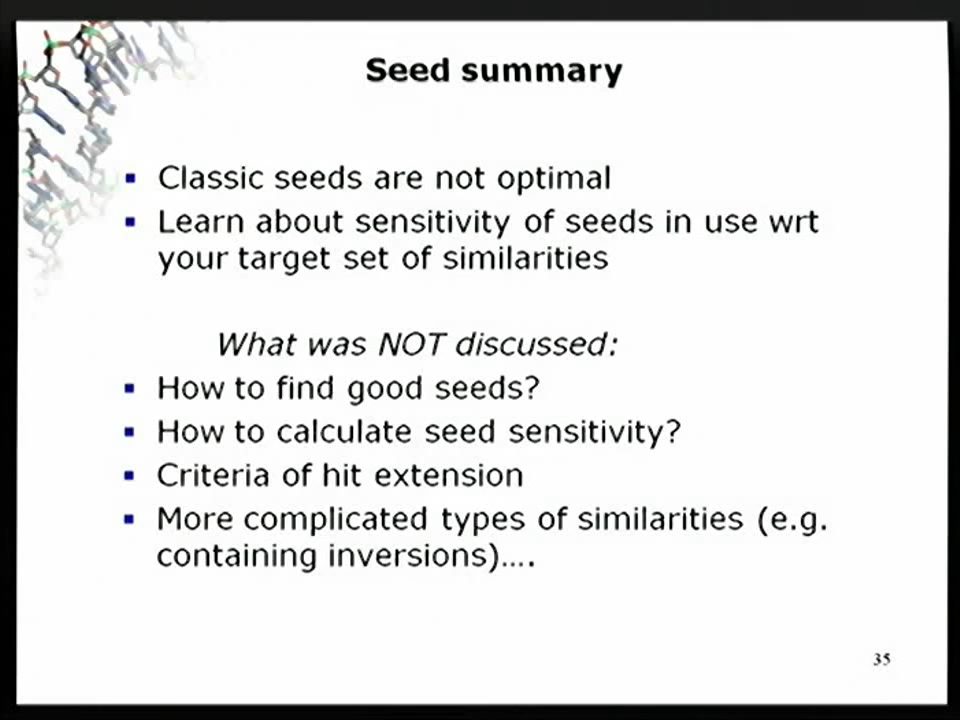 Seed summary
▪ Classic seeds are not optimal
▪ Learn about sensitivity of seeds in use wrt
your target set of similarities
What was NOT discussed:
▪ How to find good seeds?
▪ How to calculate seed sensitivity?
▪ Criteria of hit extension
▪ More complicated types of similarities (e.g.
containing inversions)....
35